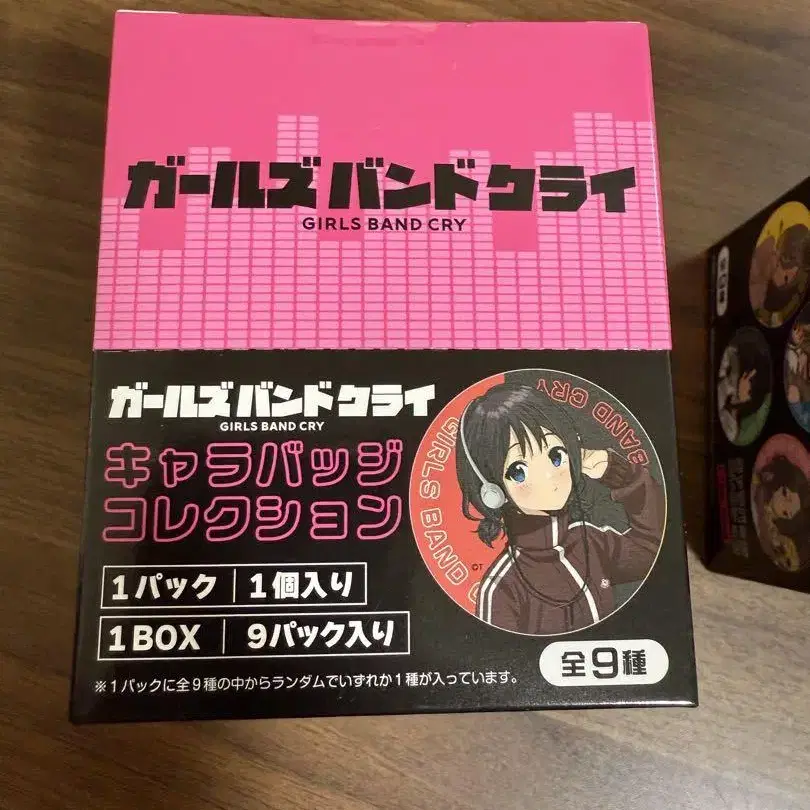 ガールズバンドクライ
GIRLS BAND CRY
ガールズバンドクライ
GIRLS BAND CRY
キャラバッジ
コレクション
GIRLS BAND
BAND CRY
©T
1パック | 1個入り
1BOX | 9パック入り
全9種
※1パックに全9種の中からランダムでいずれか1種が入っています。